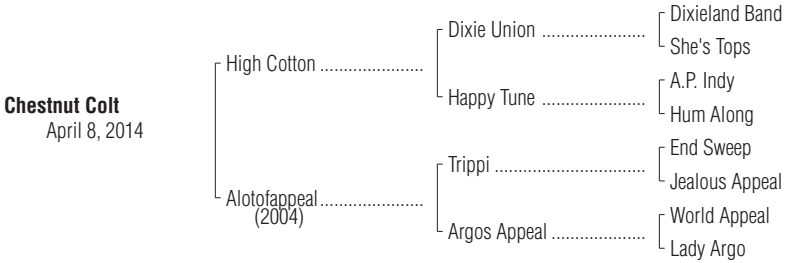 Dixieland Band
Dixie Union ......................
She's Tops
High Cotton ......................
A.P. Indy
Happy Tune ......................
Hum Along
Chestnut Colt
April 8, 2014
End Sweep
Trippi ................................
Jealous Appeal
Alotofappeal ......................
(2004)
World Appeal
Argos Appeal ....................
Lady Argo